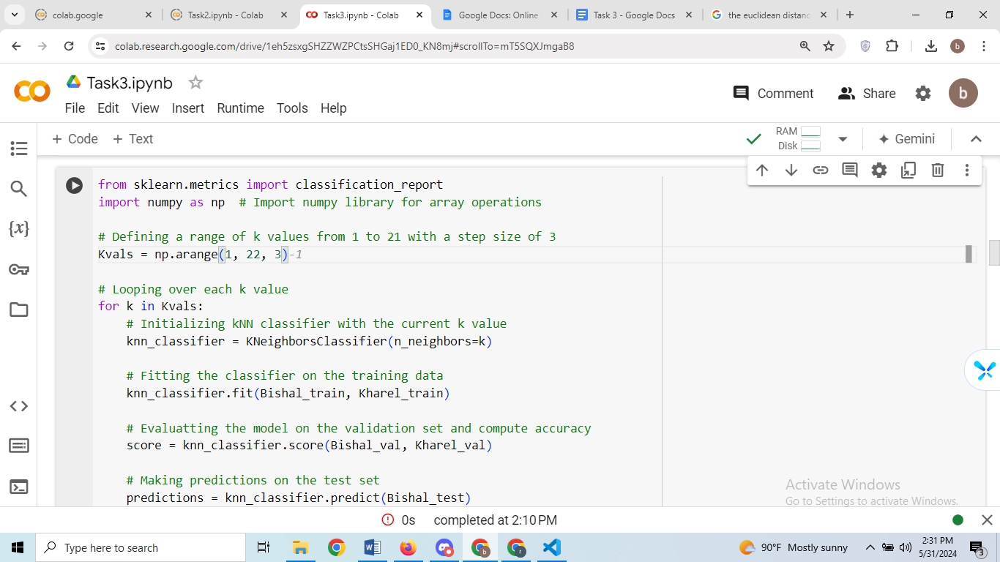 colab.google
Task2.ipynb - Colab
Task3.ipynb - Colab
Google Docs: Online
Task 3 - Google Docs
the euclidean distanc
colab.research.google.com/drive/1eh5zsxgSHZZWZPCtsSHGaj1ED0_KN8mj#scrollTo=mT5SQXJmgaB8
b
CO
Task3.ipynb
Comment
Share
b
File Edit View Insert Runtime Tools Help
+ Code + Text
RAM
Disk
Gemini
{x}
from sklearn.metrics import classification_report
import numpy as np  # Import numpy library for array operations
# Defining a range of k values from 1 to 21 with a step size of 3
Kvals = np.arange(1, 22, 3)-1
# Looping over each k value
for k in Kvals:
# Initializing kNN classifier with the current k value
knn_classifier = KNeighborsClassifier(n_neighbors=k)
# Fitting the classifier on the training data
knn_classifier.fit(Bishal_train, Kharel_train)
# Evaluatting the model on the validation set and compute accuracy
score = knn_classifier.score(Bishal_val, Kharel_val)
# Making predictions on the test set
predictions = knn_classifier.predict(Bishal_test)
Activate Windows
Go to Settings to activate Windows.
0s completed at 2:10 PM
Type here to search
90°F Mostly sunny
2:31 PM
5/31/2024
3